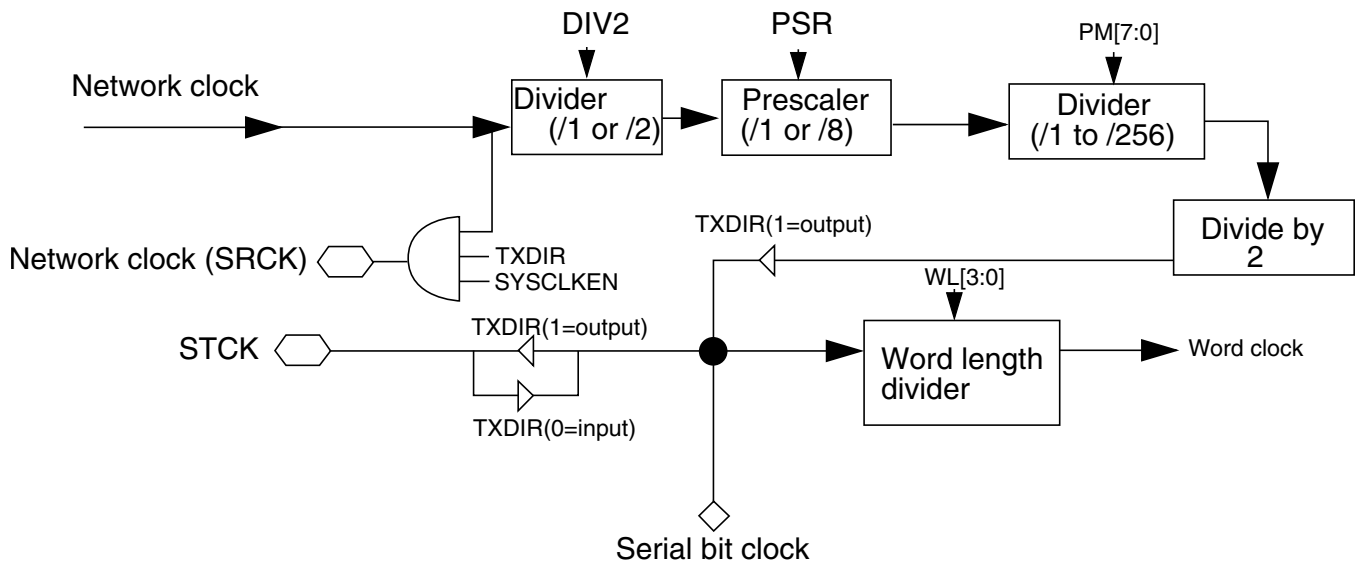 DIV2
PSR
PM[7:0]
Network clock
Divider
(/1 or /2)
Prescaler
(/1 or /8)
Divider
(/1 to /256)
TXDIR(1=output)
Divide by
2
Network clock (SRCK)
TXDIR
SYSCLKEN
WL[3:0]
TXDIR(1=output)
STCK
Word length
divider
Word clock
TXDIR(0=input)
Serial bit clock